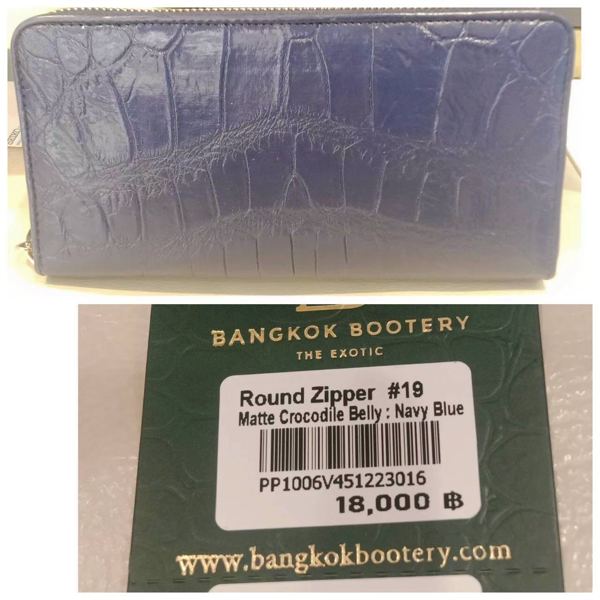 BANGKOK BOOTERY
THE EXOTIC
Round Zipper #19
Matte Crocodile Belly : Navy Blue
PP1006V451223016
18,000 ฿
www.bangkokbootery.com